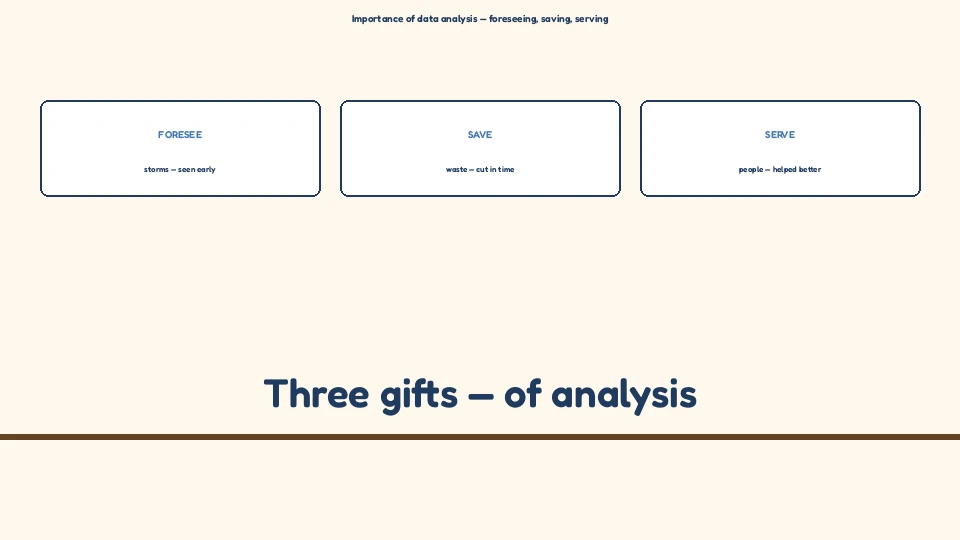 Importance of data analysis — foreseeing, saving, serving
FORESEE
storms — seen early
SAVE
waste — cut in time
SERVE
people — helped better
Three gifts — of analysis